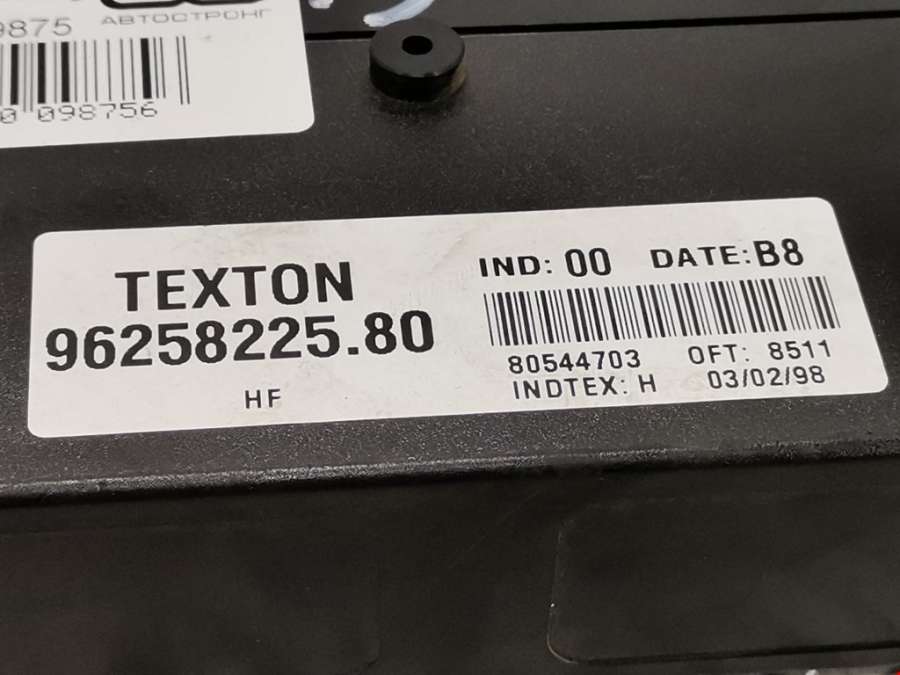 9875 АВТОСТРОНГ
0 098756
TEXTON
96258225.80
HF
IND: 00 DATE: B8
80544703 OFT: 8511
INDTEX: H 03/02/98